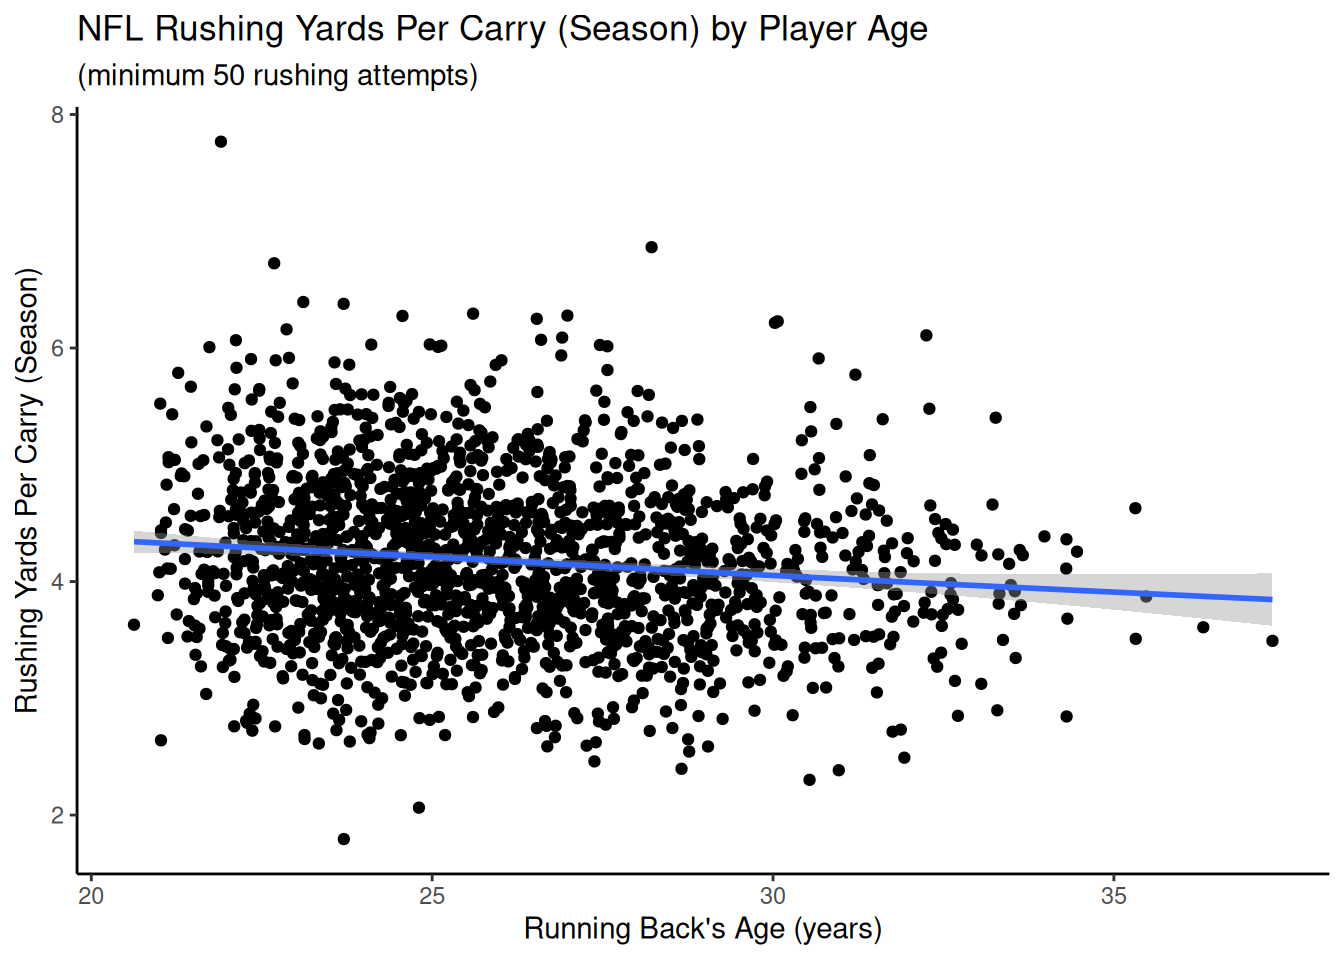 NFL Rushing Yards Per Carry (Season) by Player Age
(minimum 50 rushing attempts)
Rushing Yards Per Carry (Season)
8
6
4
2
20
25
30
35
Running Back's Age (years)